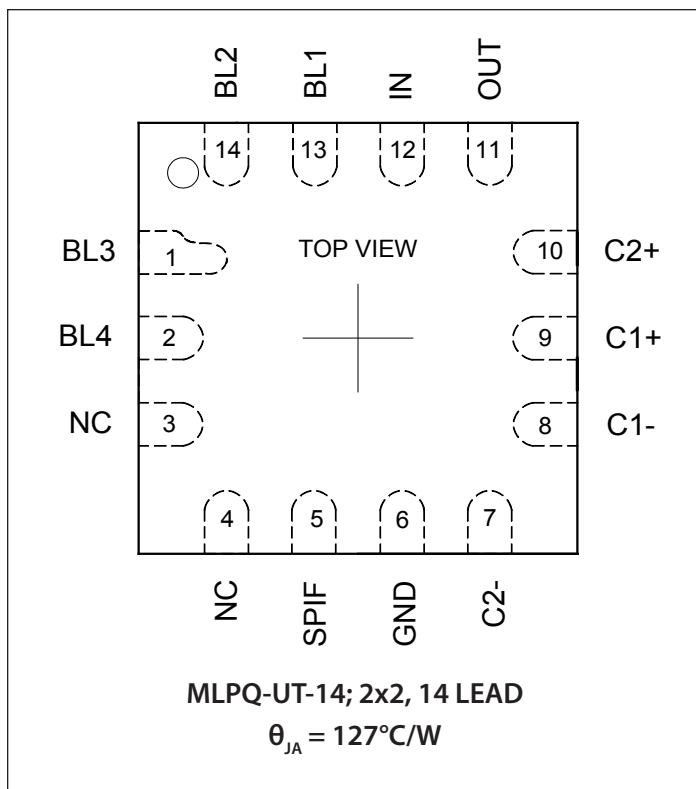 BL2 BL1 IN OUT
14 13 12 11
BL3 1 TOP VIEW 10 C2+
BL4 2 9 C1+
NC 3 8 C1-
4 5 6 7
NC SPIF GND C2-
MLPQ-UT-14; 2x2, 14 LEAD
θJA = 127°C/W